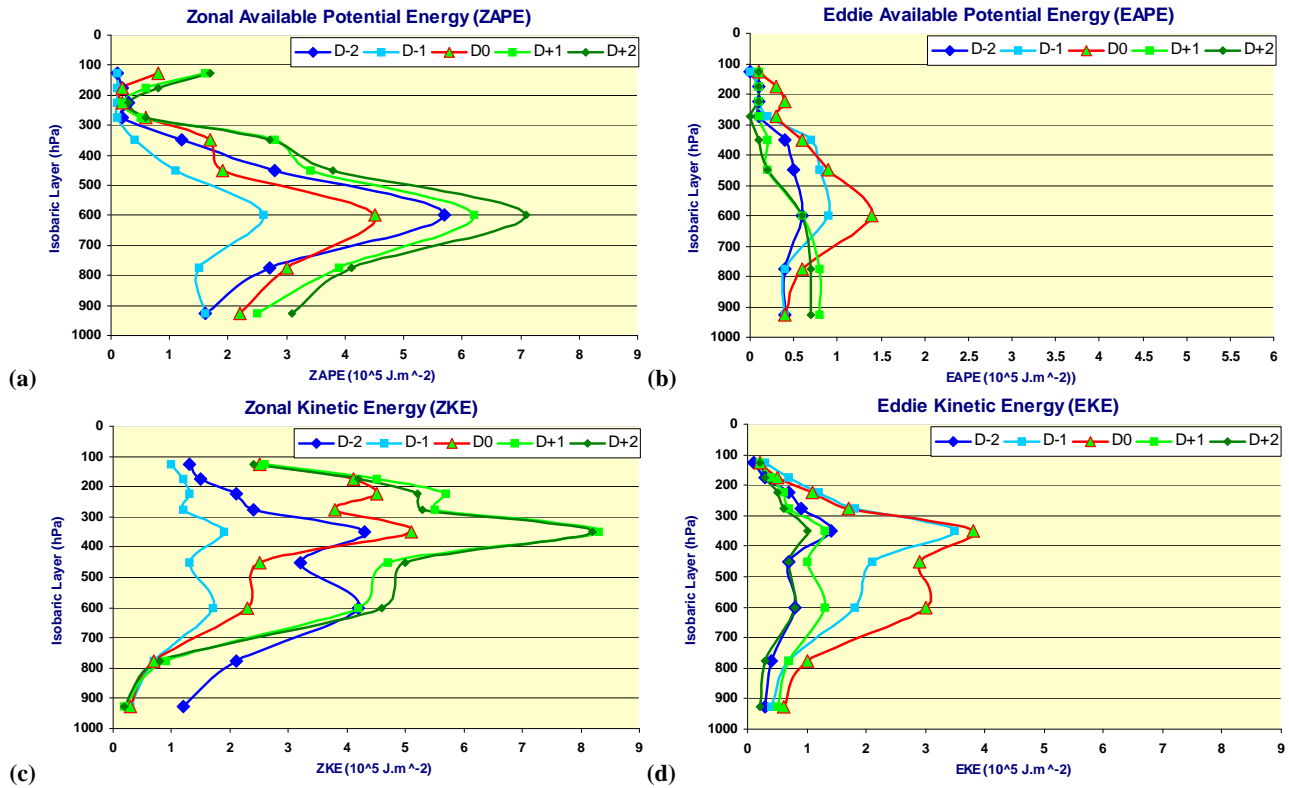 Zonal Available Potential Energy (ZAPE)
D-2 D-1 D0 D+1 D+2
Isobaric Layer (hPa)
0
100
200
300
400
500
600
700
800
900
1000
0 1 2 3 4 5 6 7 8 9
ZAPE (10^5 J.m^-2)
(a)
Eddie Available Potential Energy (EAPE)
D-2 D-1 D0 D+1 D+2
Isobaric Layer (hPa)
0
100
200
300
400
500
600
700
800
900
1000
0 0.5 1 1.5 2 2.5 3 3.5 4 4.5 5 5.5 6
EAPE (10^5 J.m^-2))
(b)
Zonal Kinetic Energy (ZKE)
D-2 D-1 D0 D+1 D+2
Isobaric Layer (hPa)
0
100
200
300
400
500
600
700
800
900
1000
0 1 2 3 4 5 6 7 8 9
ZKE (10^5 J.m^-2)
(c)
Eddie Kinetic Energy (EKE)
D-2 D-1 D0 D+1 D+2
Isobaric Layer (hPa)
0
100
200
300
400
500
600
700
800
900
1000
0 1 2 3 4 5 6 7 8 9
EKE (10^5 J.m^-2)
(d)